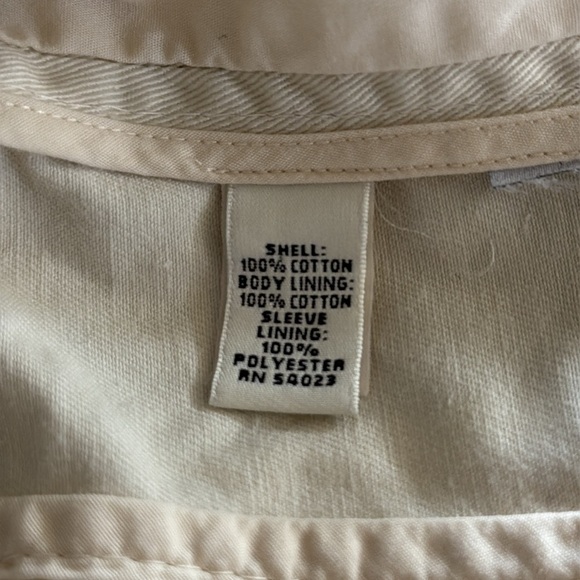 SHELL:
100% COTTON
BODY LINING:
100% COTTON
SLEEVE
LINING:
100%
POLYESTER
RN 54023